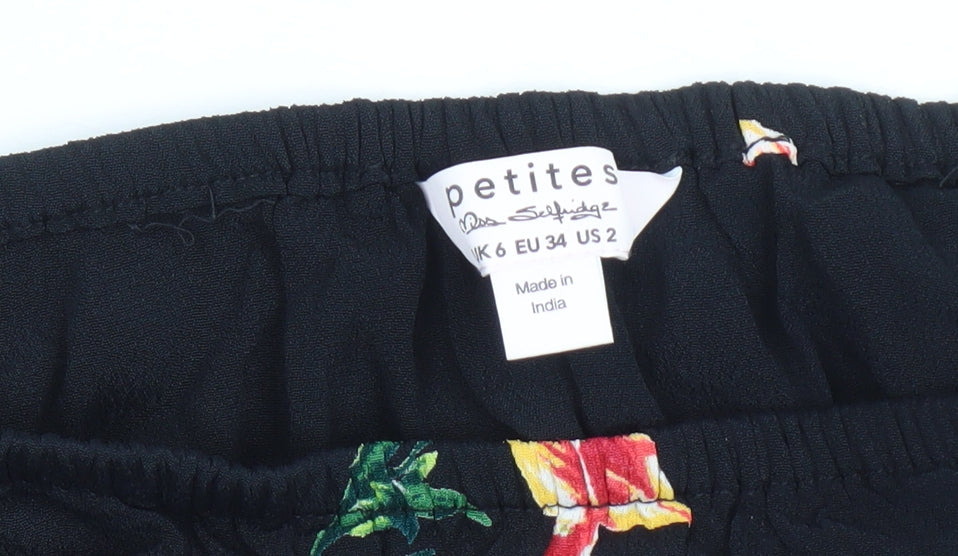 petites
Miss Selfridge
UK 6 EU 34 US 2
Made in
India